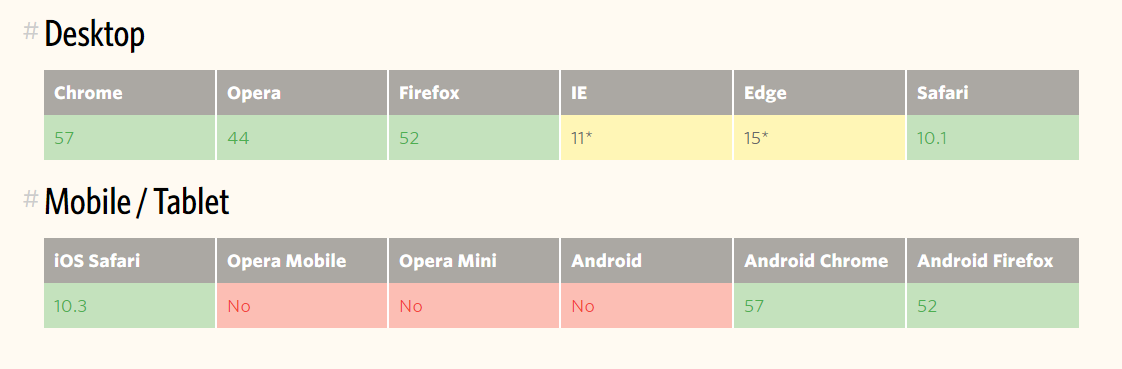 # Desktop
Chrome Opera Firefox IE Edge Safari
57 44 52 11* 15* 10.1
# Mobile / Tablet
iOS Safari Opera Mobile Opera Mini Android Android Chrome Android Firefox
10.3 No No No 57 52